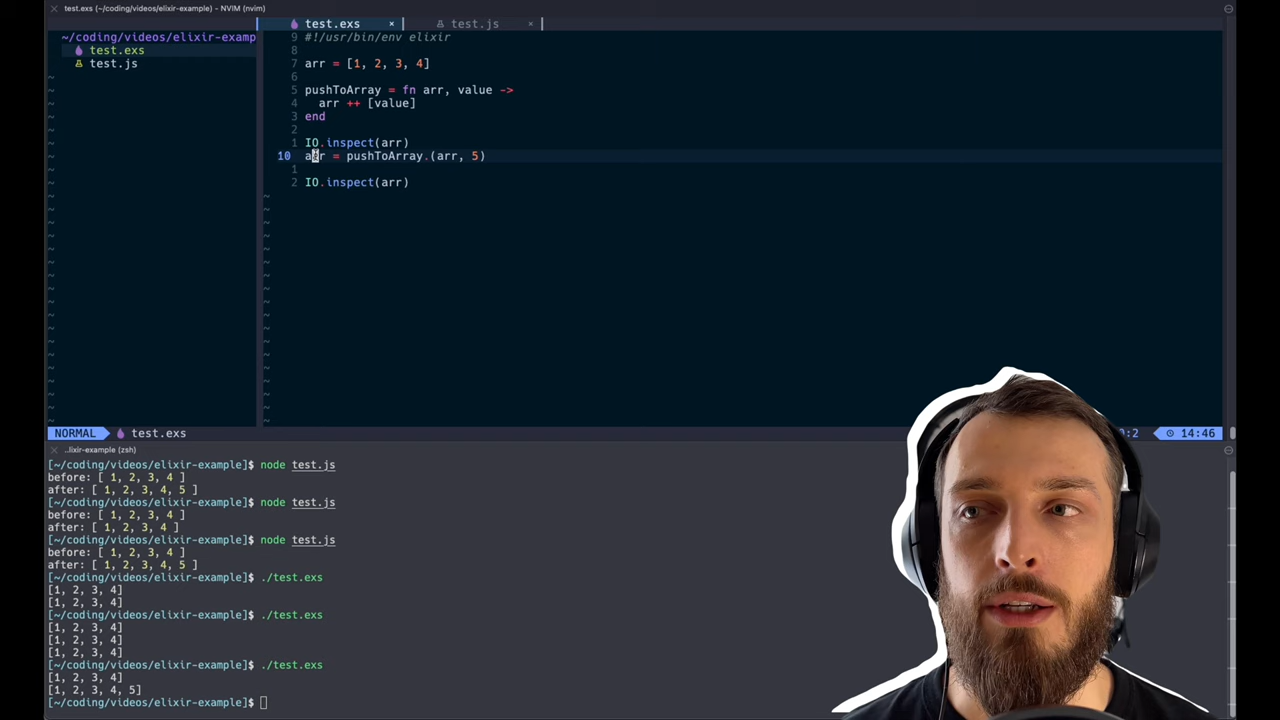 test.exs (~/coding/videos/elixir-example) - NVIM (nvim)
test.exs × test.js ×
~/coding/videos/elixir-examp
test.exs
test.js
9 #!/usr/bin/env elixir
8
7 arr = [1, 2, 3, 4]
6
5 pushToArray = fn arr, value ->
4 arr ++ [value]
3 end
2
1 IO.inspect(arr)
10 arr = pushToArray.(arr, 5)
1
2 IO.inspect(arr)
NORMAL test.exs 0:2 14:46
..lixir-example (zsh)
[~/coding/videos/elixir-example]$ node test.js
before: [ 1, 2, 3, 4 ]
after: [ 1, 2, 3, 4, 5 ]
[~/coding/videos/elixir-example]$ node test.js
before: [ 1, 2, 3, 4 ]
after: [ 1, 2, 3, 4 ]
[~/coding/videos/elixir-example]$ node test.js
before: [ 1, 2, 3, 4 ]
after: [ 1, 2, 3, 4, 5 ]
[~/coding/videos/elixir-example]$ ./test.exs
[1, 2, 3, 4]
[1, 2, 3, 4]
[~/coding/videos/elixir-example]$ ./test.exs
[1, 2, 3, 4]
[1, 2, 3, 4]
[1, 2, 3, 4]
[~/coding/videos/elixir-example]$ ./test.exs
[1, 2, 3, 4]
[1, 2, 3, 4, 5]
[~/coding/videos/elixir-example]$